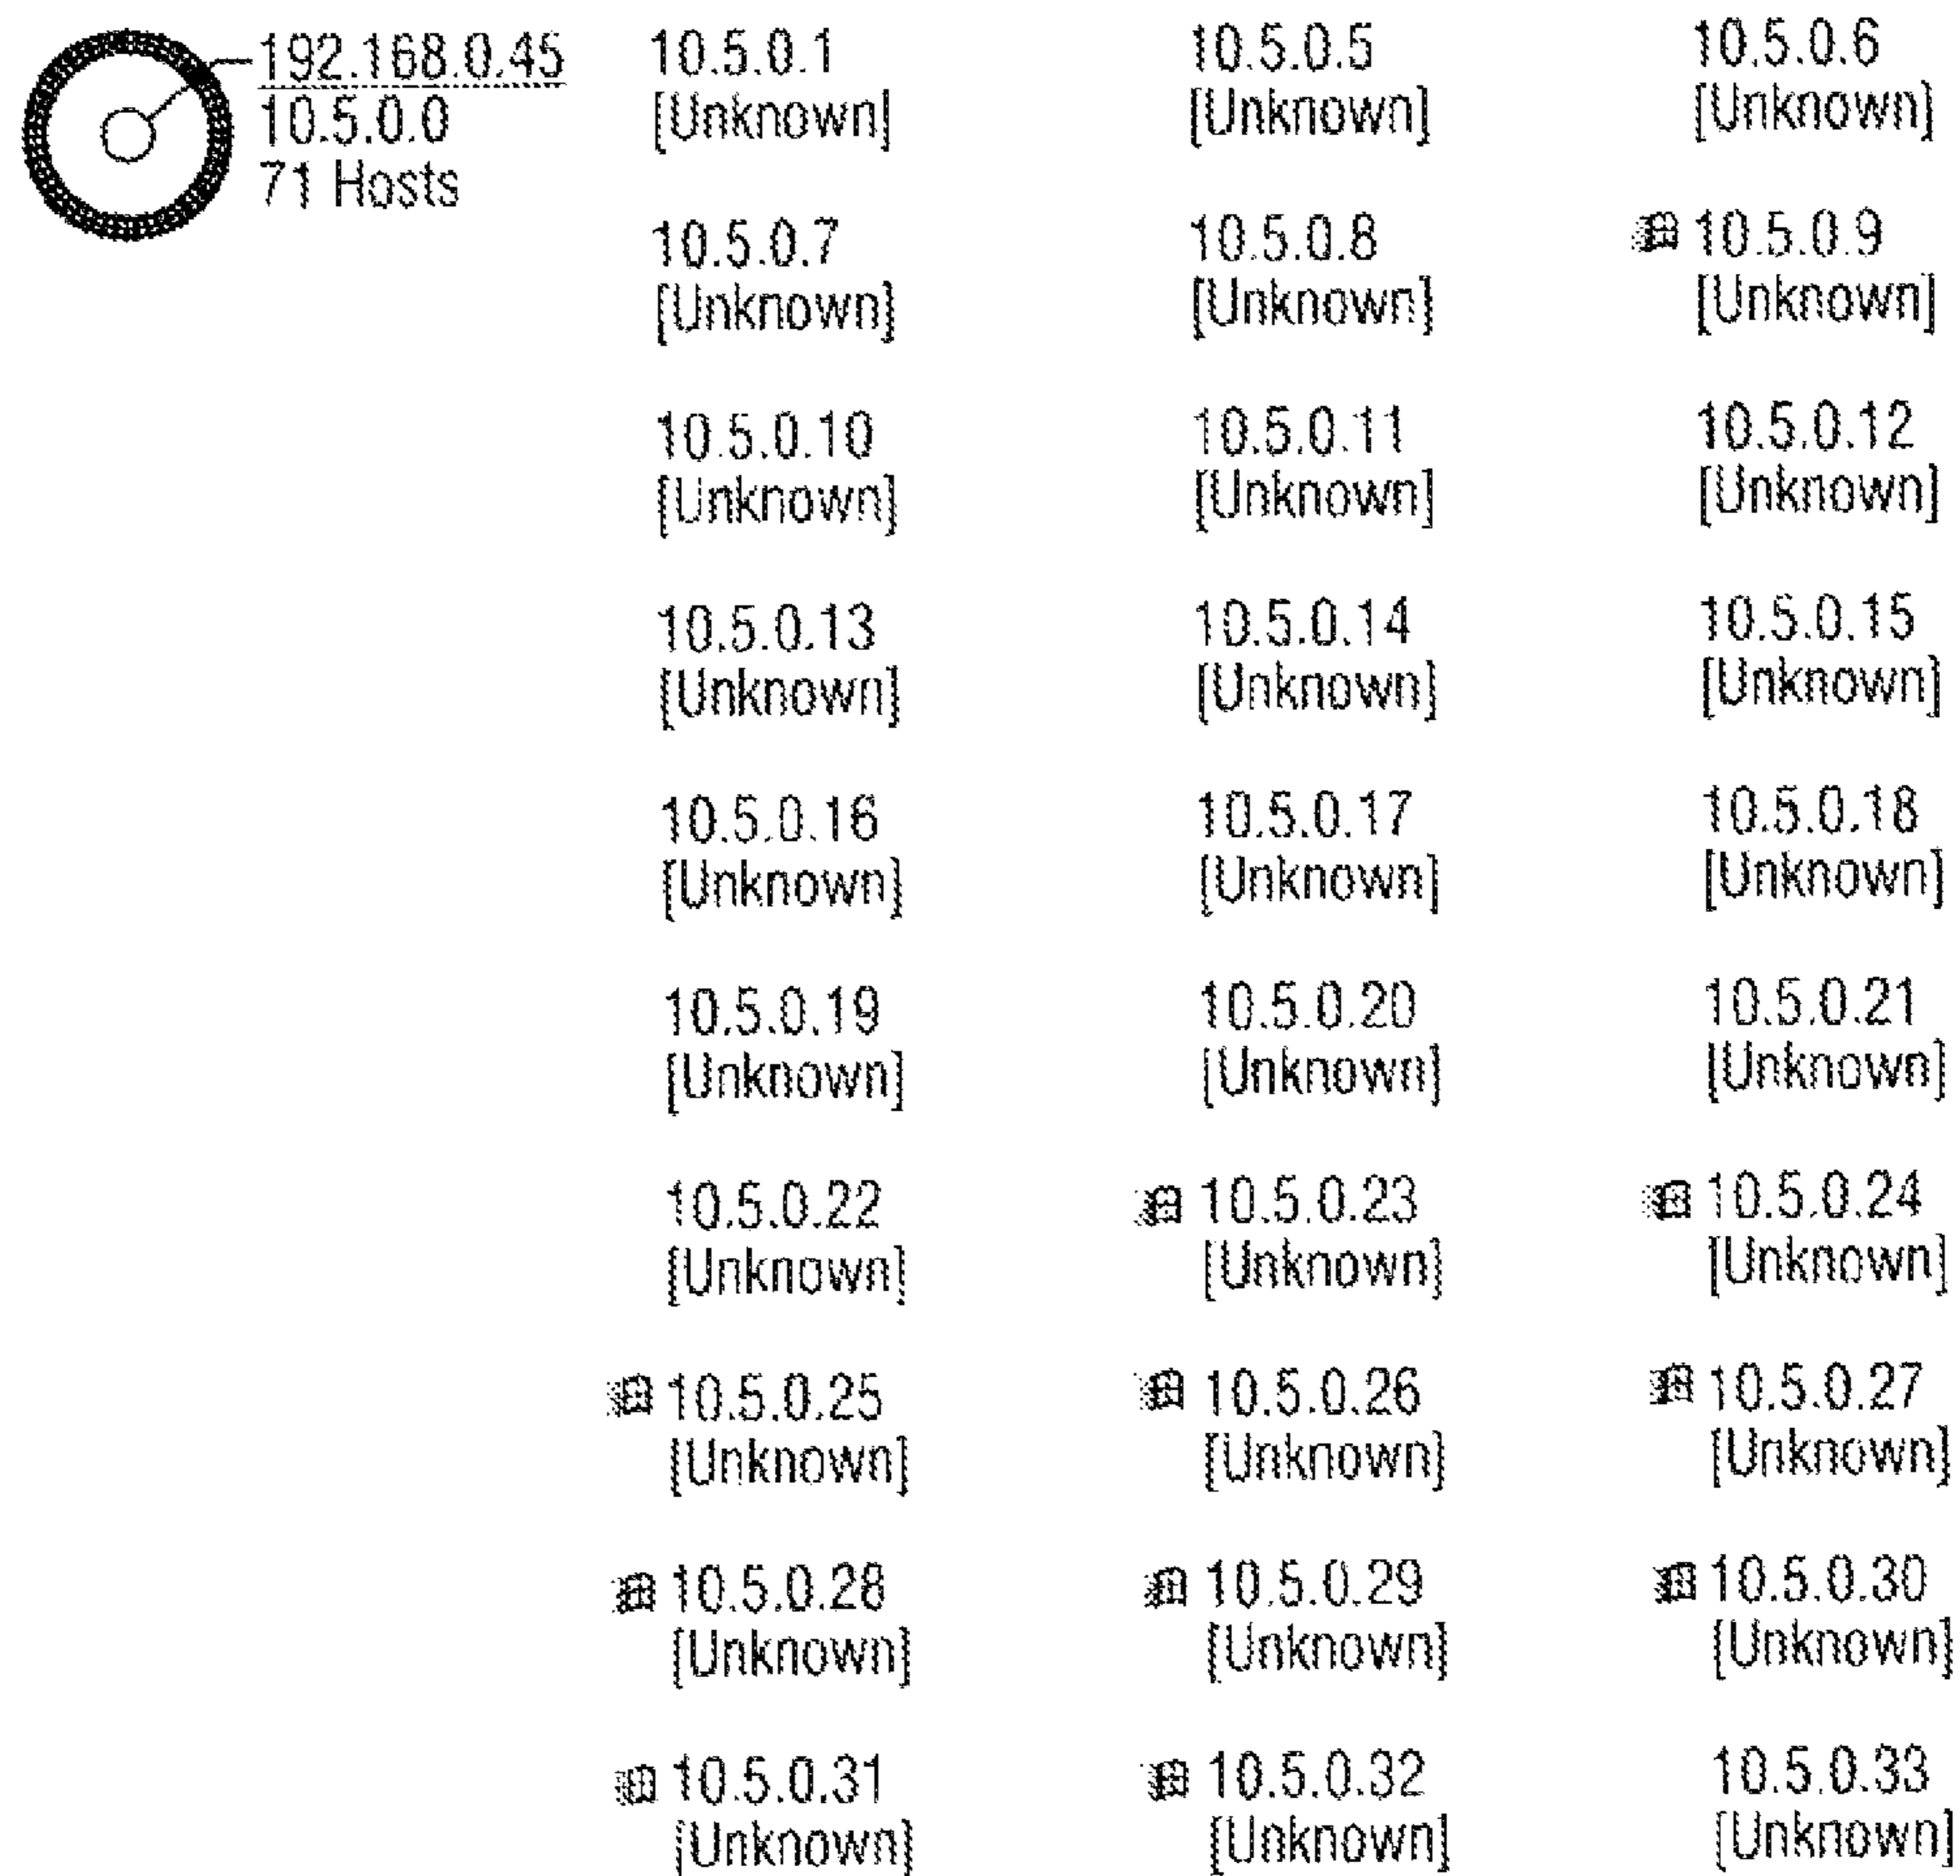 192.168.0.45
10.5.0.0
71 Hosts
10.5.0.1
[Unknown]
10.5.0.5
[Unknown]
10.5.0.6
[Unknown]
10.5.0.7
[Unknown]
10.5.0.8
[Unknown]
10.5.0.9
[Unknown]
10.5.0.10
[Unknown]
10.5.0.11
[Unknown]
10.5.0.12
[Unknown]
10.5.0.13
[Unknown]
10.5.0.14
[Unknown]
10.5.0.15
[Unknown]
10.5.0.16
[Unknown]
10.5.0.17
[Unknown]
10.5.0.18
[Unknown]
10.5.0.19
[Unknown]
10.5.0.20
[Unknown]
10.5.0.21
[Unknown]
10.5.0.22
[Unknown]
10.5.0.23
[Unknown]
10.5.0.24
[Unknown]
10.5.0.25
[Unknown]
10.5.0.26
[Unknown]
10.5.0.27
[Unknown]
10.5.0.28
[Unknown]
10.5.0.29
[Unknown]
10.5.0.30
[Unknown]
10.5.0.31
[Unknown]
10.5.0.32
[Unknown]
10.5.0.33
[Unknown]